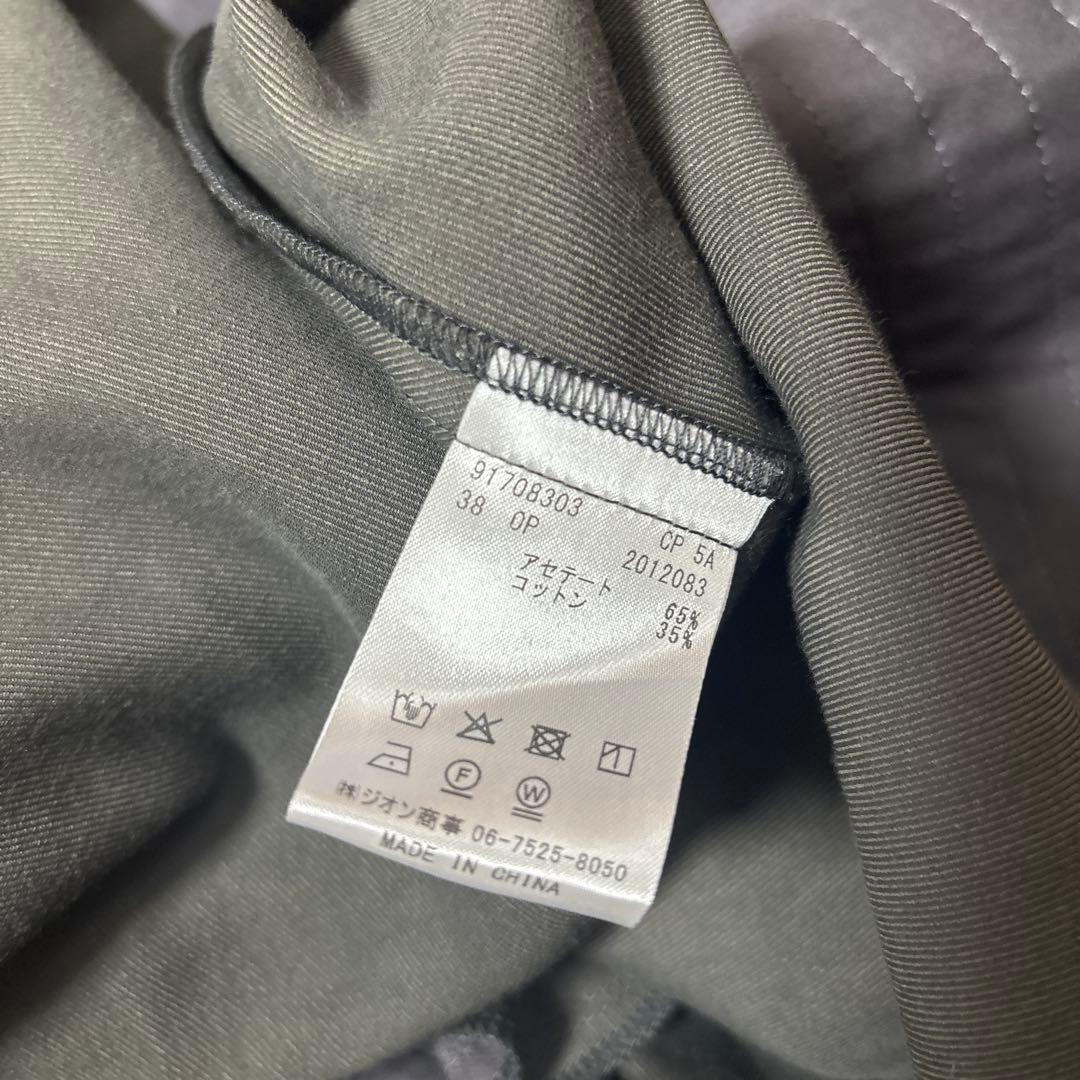 91708303 CP 5A
38 OP 2012083
アセテート 65%
コットン 35%
F W
㈱ジオン商事 06-7525-8050
MADE IN CHINA